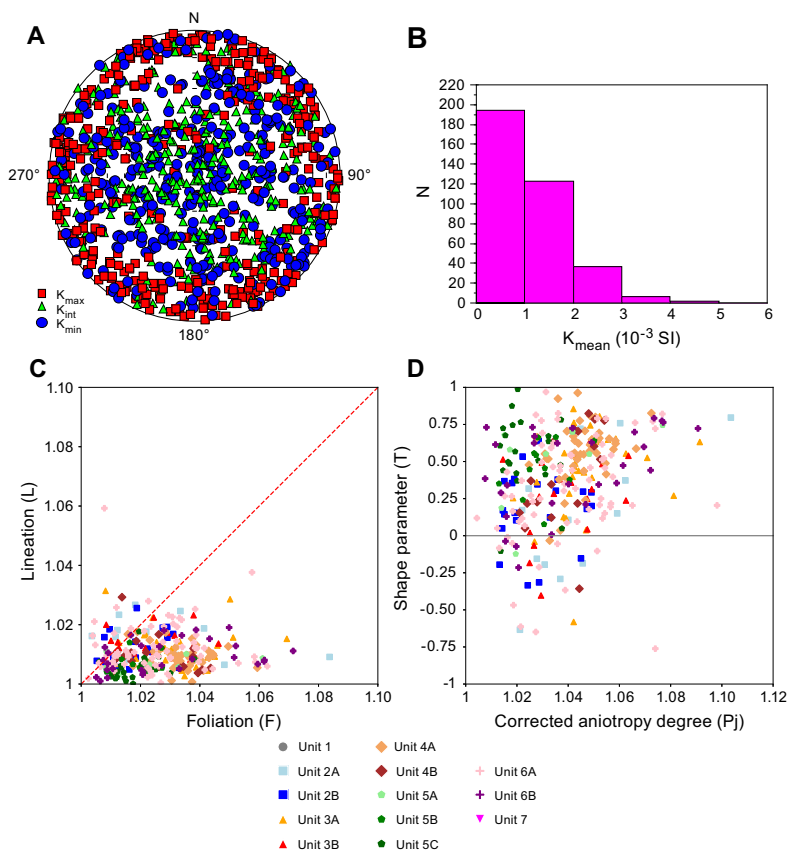 A
N
270°
90°
180°
Kmax
Kint
Kmin
B
220
200
180
160
140
120
100
80
60
40
20
0
N
0 1 2 3 4 5 6
Kmean (10-3 SI)
C
1.10
1.08
1.06
1.04
1.02
1
Lineation (L)
1 1.02 1.04 1.06 1.08 1.10
Foliation (F)
D
1
0.75
0.50
0.25
0
-0.25
-0.50
-0.75
-1
Shape parameter (T)
1 1.02 1.04 1.06 1.08 1.10 1.12
Corrected aniotropy degree (Pj)
Unit 1 Unit 4A
Unit 2A Unit 4B Unit 6A
Unit 2B Unit 5A Unit 6B
Unit 3A Unit 5B Unit 7
Unit 3B Unit 5C